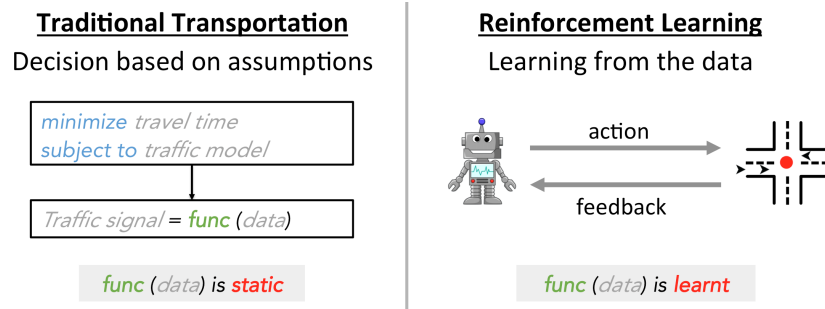 Traditional Transportation
Decision based on assumptions
minimize travel time
subject to traffic model
Traffic signal = func (data)
func (data) is static
Reinforcement Learning
Learning from the data
action
feedback
func (data) is learnt